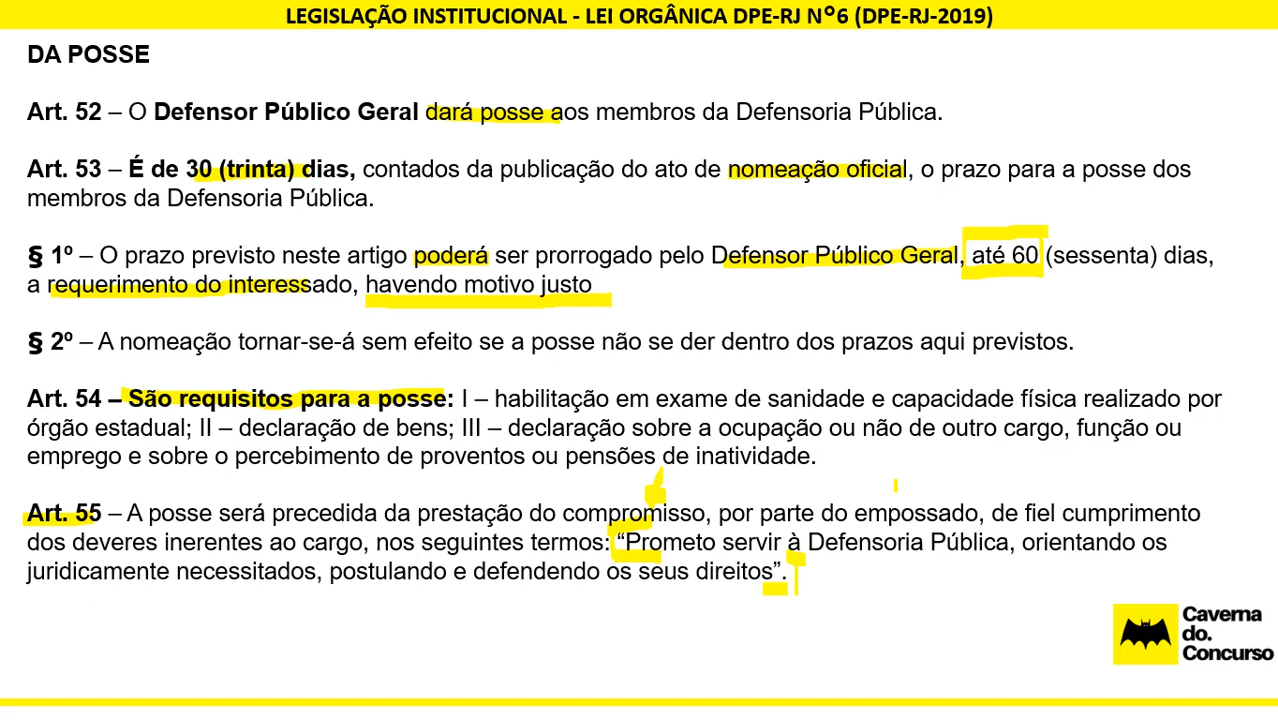 LEGISLAÇÃO INSTITUCIONAL - LEI ORGÂNICA DPE-RJ Nº6 (DPE-RJ-2019)
DA POSSE
Art. 52 – O Defensor Público Geral dará posse aos membros da Defensoria Pública.
Art. 53 – É de 30 (trinta) dias, contados da publicação do ato de nomeação oficial, o prazo para a posse dos
membros da Defensoria Pública.
§ 1º – O prazo previsto neste artigo poderá ser prorrogado pelo Defensor Público Geral, até 60 (sessenta) dias,
a requerimento do interessado, havendo motivo justo
§ 2º – A nomeação tornar-se-á sem efeito se a posse não se der dentro dos prazos aqui previstos.
Art. 54 – São requisitos para a posse: I – habilitação em exame de sanidade e capacidade física realizado por
órgão estadual; II – declaração de bens; III – declaração sobre a ocupação ou não de outro cargo, função ou
emprego e sobre o percebimento de proventos ou pensões de inatividade.
Art. 55 – A posse será precedida da prestação do compromisso, por parte do empossado, de fiel cumprimento
dos deveres inerentes ao cargo, nos seguintes termos: “Prometo servir à Defensoria Pública, orientando os
juridicamente necessitados, postulando e defendendo os seus direitos”.
Caverna
do.
Concurso